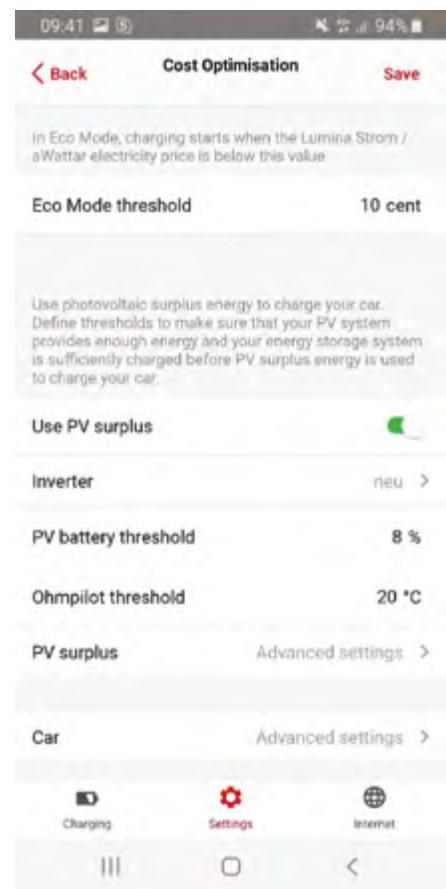 09:41
94%
Back
Cost Optimisation
Save
In Eco Mode, charging starts when the Lumina Strom /
aWattar electricity price is below this value
Eco Mode threshold 10 cent
Use photovoltaic surplus energy to charge your car.
Define thresholds to make sure that your PV system
provides enough energy and your energy storage system
is sufficiently charged before PV surplus energy is used
to charge your car.
Use PV surplus
Inverter neu >
PV battery threshold 8 %
Ohmpilot threshold 20 °C
PV surplus Advanced settings >
Car Advanced settings >
Charging Settings Internet